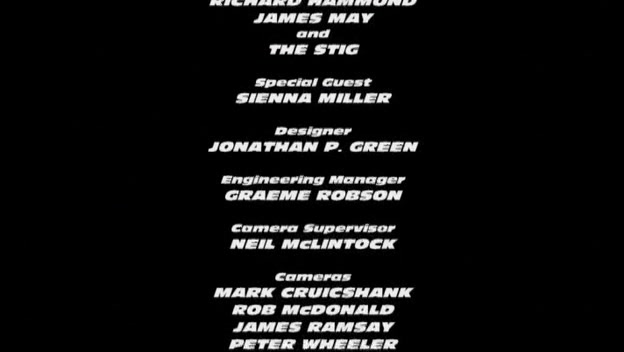 RICHARD HAMMOND
JAMES MAY
and
THE STIG
Special Guest
SIENNA MILLER
Designer
JONATHAN P. GREEN
Engineering Manager
GRAEME ROBSON
Camera Supervisor
NEIL McLINTOCK
Cameras
MARK CRUICSHANK
ROB McDONALD
JAMES RAMSAY
PETER WHEELER